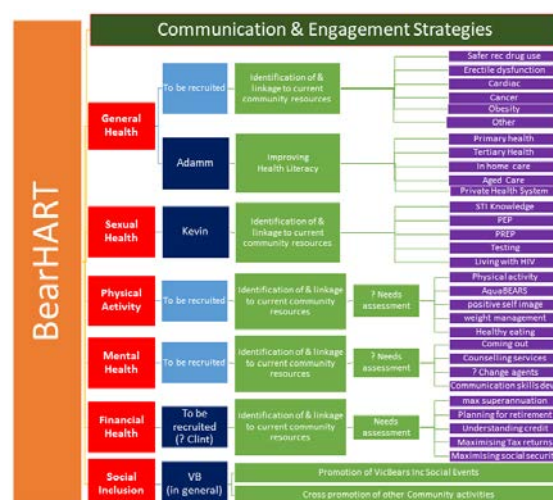 Communication & Engagement Strategies
BearHART
General
Health
To be recruited
Identification of &
linkage to current
community resources
Safer rec drug use
Erectile dysfunction
Cardiac
Cancer
Obesity
Other
Adamm
Improving
Health Literacy
Primary health
Tertiary Health
In home care
Aged Care
Private Health System
Sexual
Health
Kevin
Identification of &
linkage to current
community resources
STI Knowledge
PEP
PREP
Testing
Living with HIV
Physical
Activity
To be recruited
Identification of & linkage
to current community
resources
? Needs
assessment
Physical activity
AquaBEARS
positive self image
weight management
Healthy eating
Mental
Health
To be recruited
Identification of & linkage
to current community
resources
? Needs
assessment
Coming out
Counselling services
? Change agents
Communication skills dev
Financial
Health
To be
recruited
(? Clint)
Identification of & linkage
to current community
resources
Needs
assessment
max superannuation
Planning for retirement
Understanding credit
Maximising Tax returns
Maximising social securit
Social
Inclusion
VB
(in general)
Promotion of VicBears Inc Social Events
Cross promotion of other Community activities